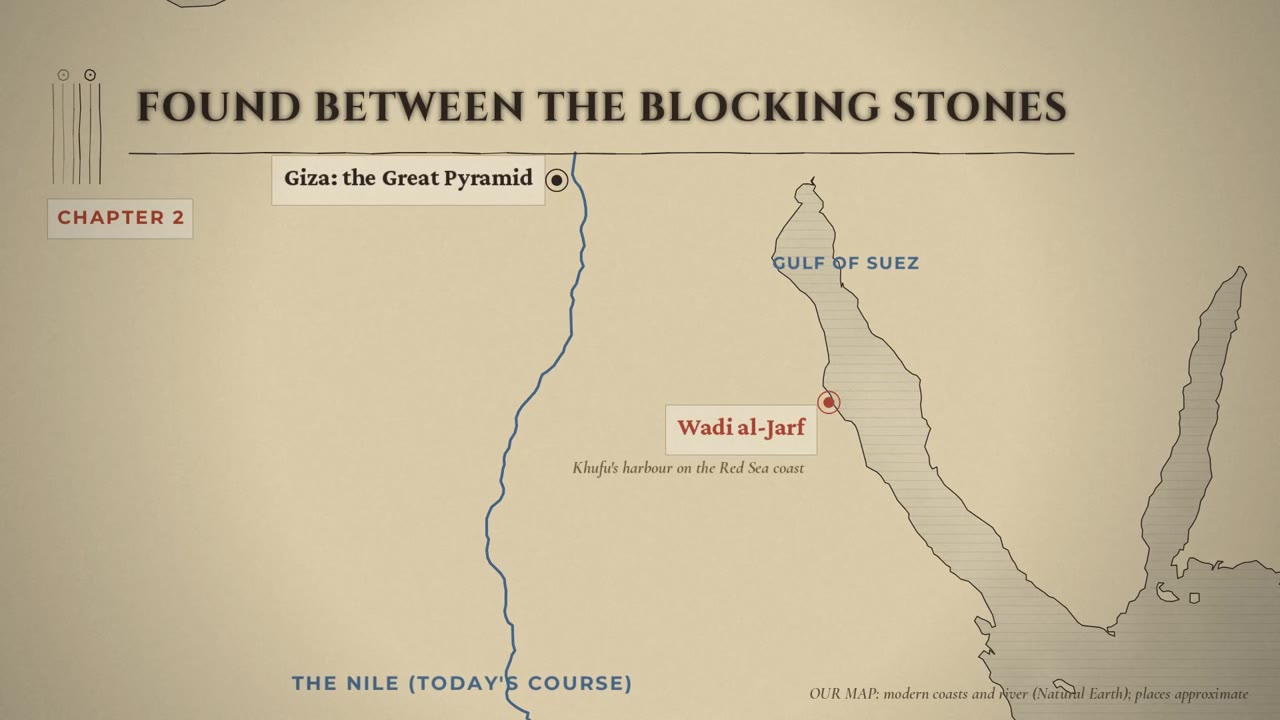 FOUND BETWEEN THE BLOCKING STONES
Giza: the Great Pyramid
CHAPTER 2
GULF OF SUEZ
Wadi al-Jarf
Khufu's harbour on the Red Sea coast
THE NILE (TODAY'S COURSE)
OUR MAP: modern coasts and river (Natural Earth); places approximate